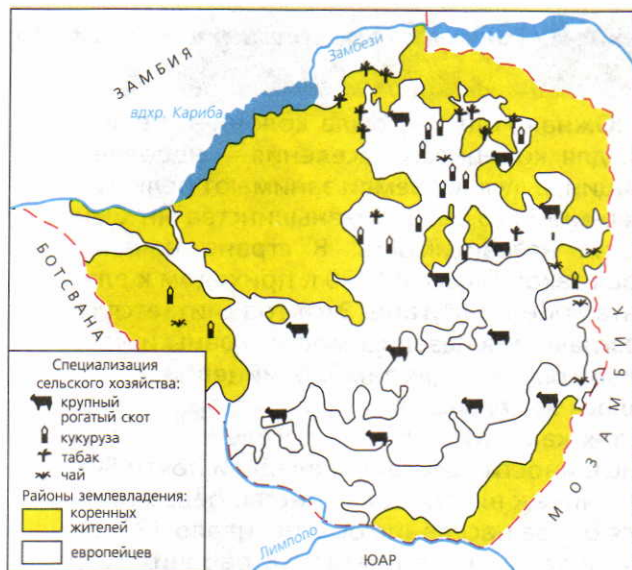 ЗАМБИЯ
Замбези
вдхр. Кариба
БОТСВАНА
МОЗАМБИК
Лимпопо
ЮАР
Специализация
сельского хозяйства:
крупный
рогатый скот
кукуруза
табак
чай
Районы землевладения:
коренных
жителей
европейцев